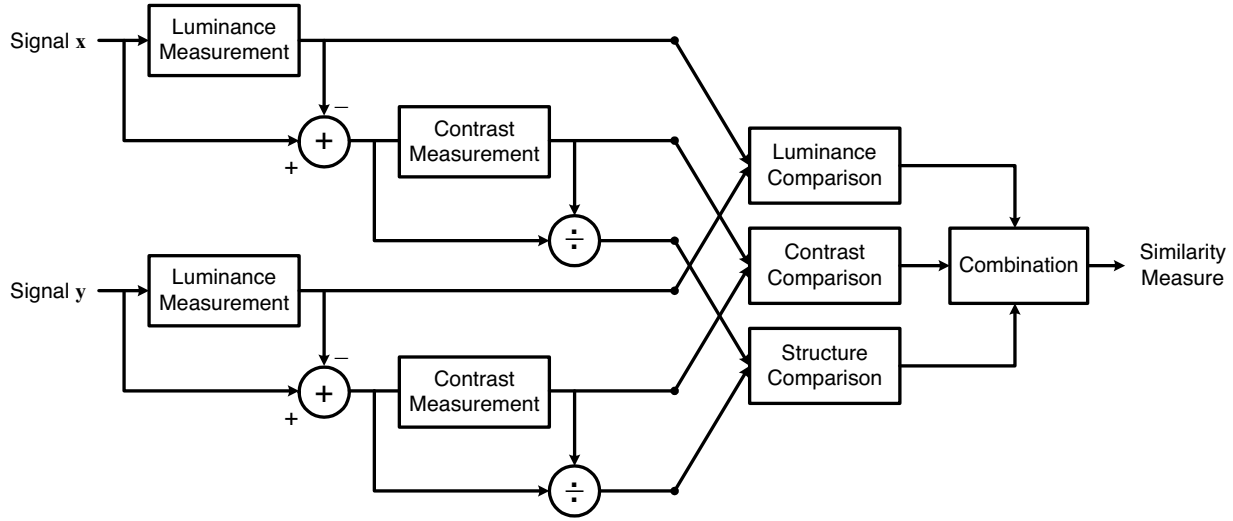 Signal x
Luminance
Measurement
−
+
+
Contrast
Measurement
÷
Luminance
Comparison
Signal y
Luminance
Measurement
−
+
+
Contrast
Measurement
÷
Contrast
Comparison
Structure
Comparison
Combination
Similarity
Measure